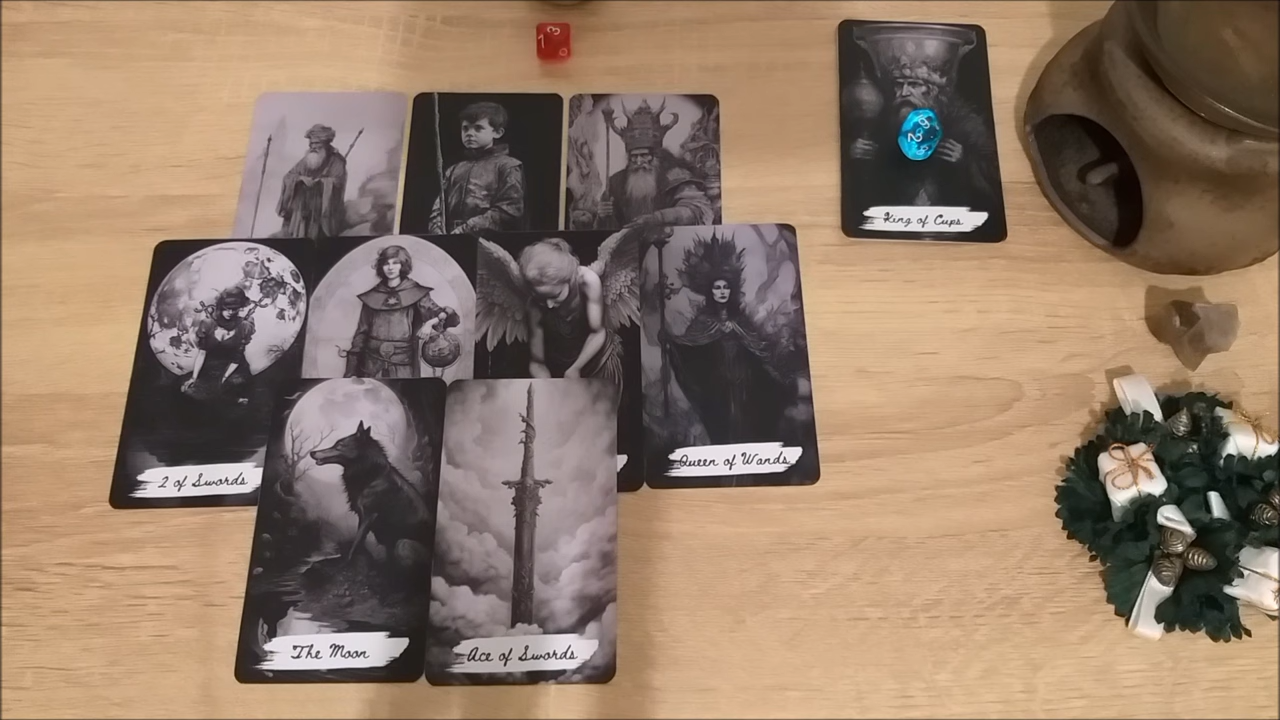 King of Cups
2 of Swords
Queen of Wands
The Moon
Ace of Swords